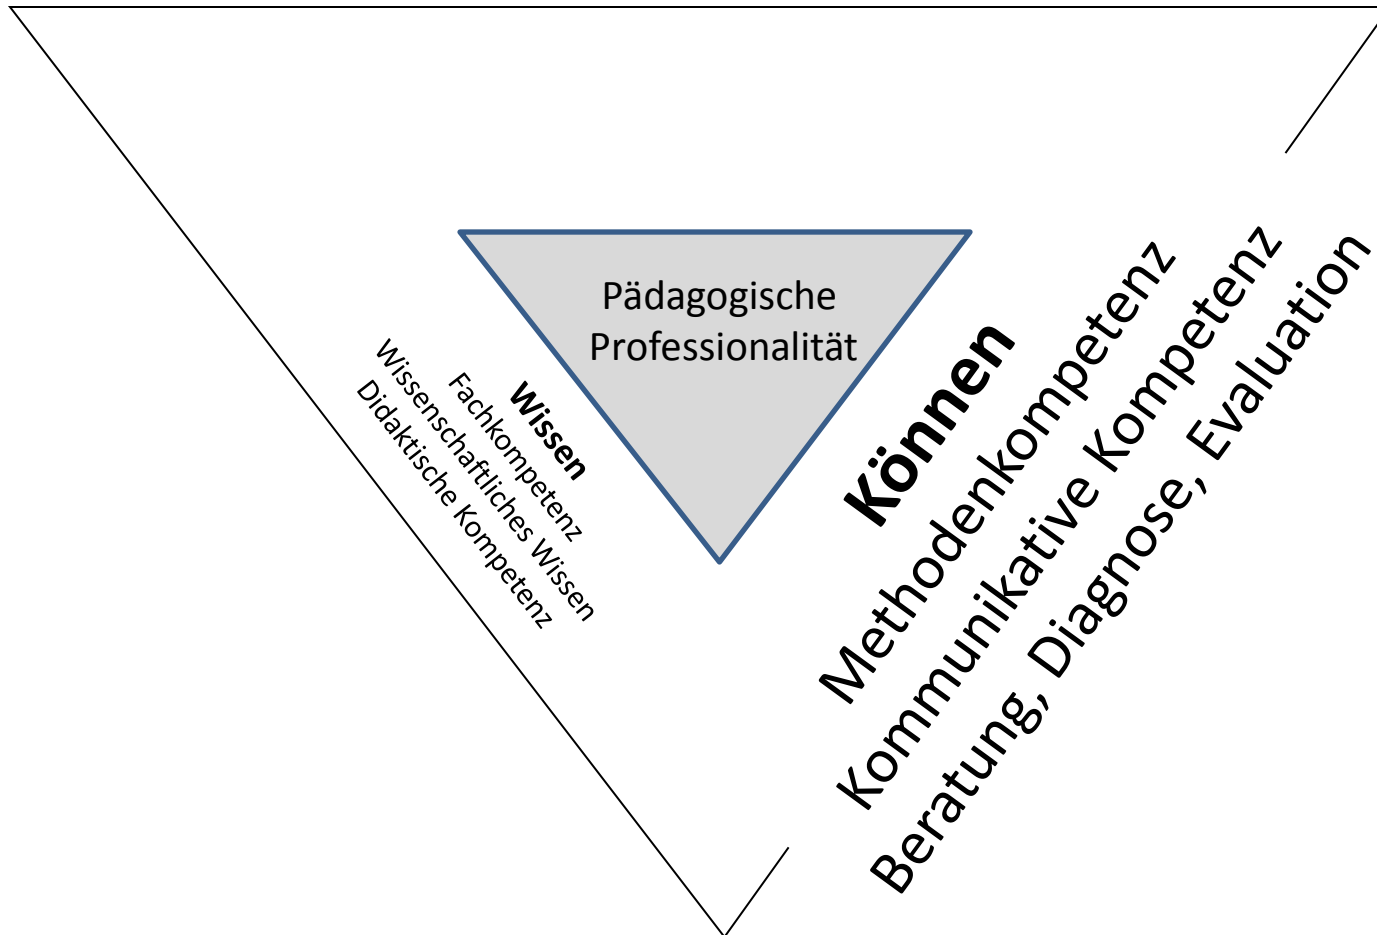 Pädagogische
Professionalität
Wissen
Fachkompetenz
Wissenschaftliches Wissen
Didaktische Kompetenz
Können
Methodenkompetenz
Kommunikative Kompetenz
Beratung, Diagnose, Evaluation